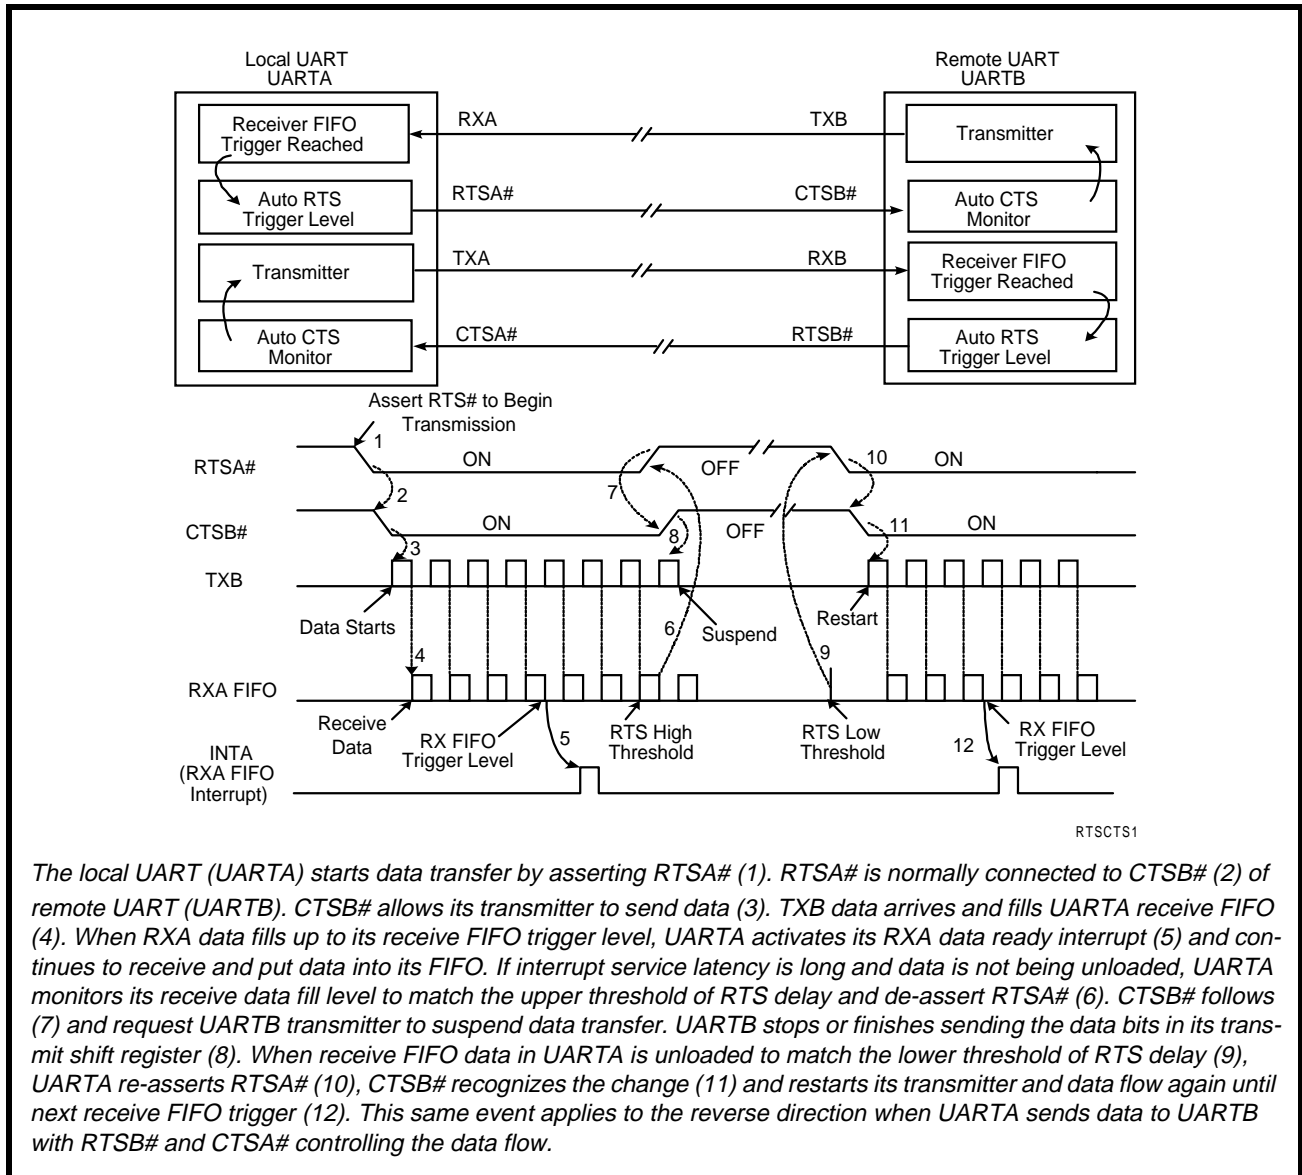 Local UART
UARTA
Remote UART
UARTB
Receiver FIFO
Trigger Reached
RXA
TXB
Transmitter
Auto RTS
Trigger Level
RTSA#
CTSB#
Auto CTS
Monitor
Transmitter
TXA
RXB
Receiver FIFO
Trigger Reached
Auto CTS
Monitor
CTSA#
RTSB#
Auto RTS
Trigger Level
Assert RTS# to Begin
Transmission
1
RTSA#
ON
OFF
10
ON
2
7
CTSB#
ON
8
OFF
11
ON
3
TXB
Data Starts
6
Suspend
Restart
4
9
RXA FIFO
Receive
Data
RX FIFO
Trigger Level
5
RTS High
Threshold
RTS Low
Threshold
12
RX FIFO
Trigger Level
INTA
(RXA FIFO
Interrupt)
RTSCTS1
The local UART (UARTA) starts data transfer by asserting RTSA# (1). RTSA# is normally connected to CTSB# (2) of
remote UART (UARTB). CTSB# allows its transmitter to send data (3). TXB data arrives and fills UARTA receive FIFO
(4). When RXA data fills up to its receive FIFO trigger level, UARTA activates its RXA data ready interrupt (5) and con-
tinues to receive and put data into its FIFO. If interrupt service latency is long and data is not being unloaded, UARTA
monitors its receive data fill level to match the upper threshold of RTS delay and de-assert RTSA# (6). CTSB# follows
(7) and request UARTB transmitter to suspend data transfer. UARTB stops or finishes sending the data bits in its trans-
mit shift register (8). When receive FIFO data in UARTA is unloaded to match the lower threshold of RTS delay (9),
UARTA re-asserts RTSA# (10), CTSB# recognizes the change (11) and restarts its transmitter and data flow again until
next receive FIFO trigger (12). This same event applies to the reverse direction when UARTA sends data to UARTB
with RTSB# and CTSA# controlling the data flow.